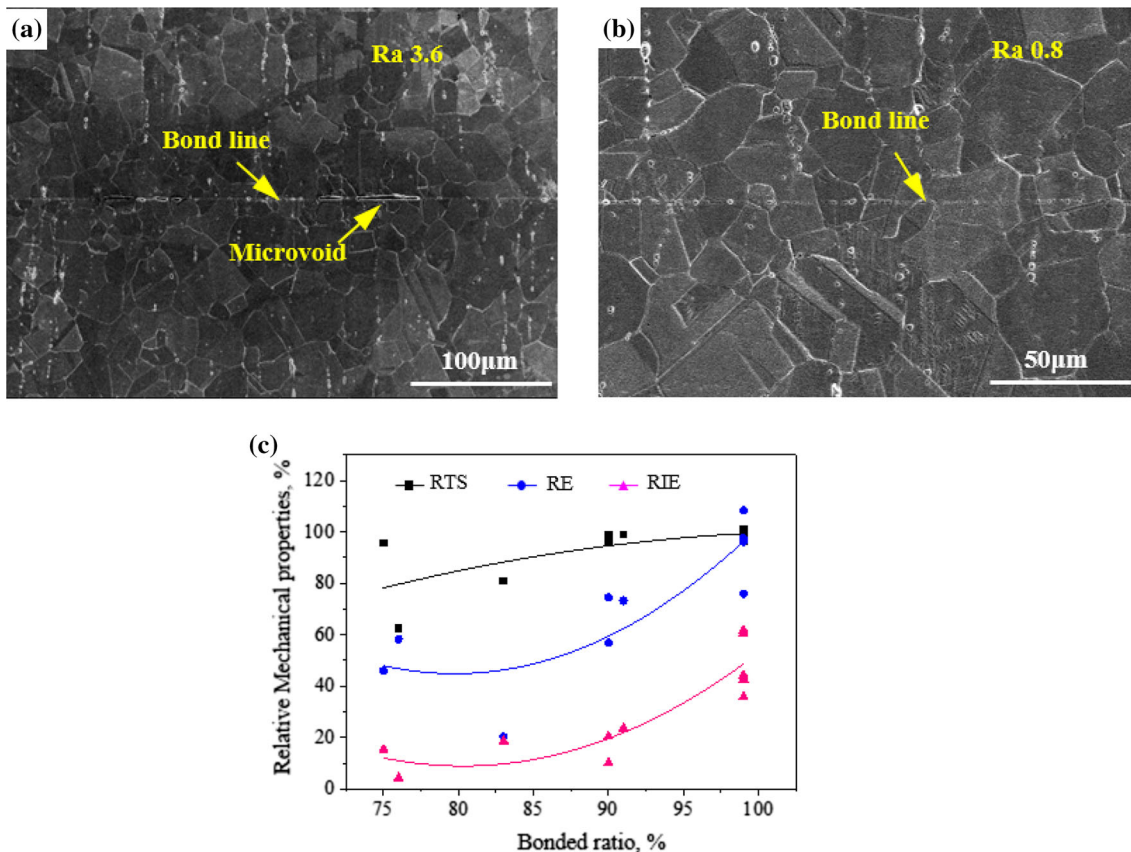 (a)
Ra 3.6
Bond line
Microvoid
100μm
(b)
Ra 0.8
Bond line
50μm
(c)
Relative Mechanical properties, %
120
100
80
60
40
20
0
RTS RE RIE
75 80 85 90 95 100
Bonded ratio, %